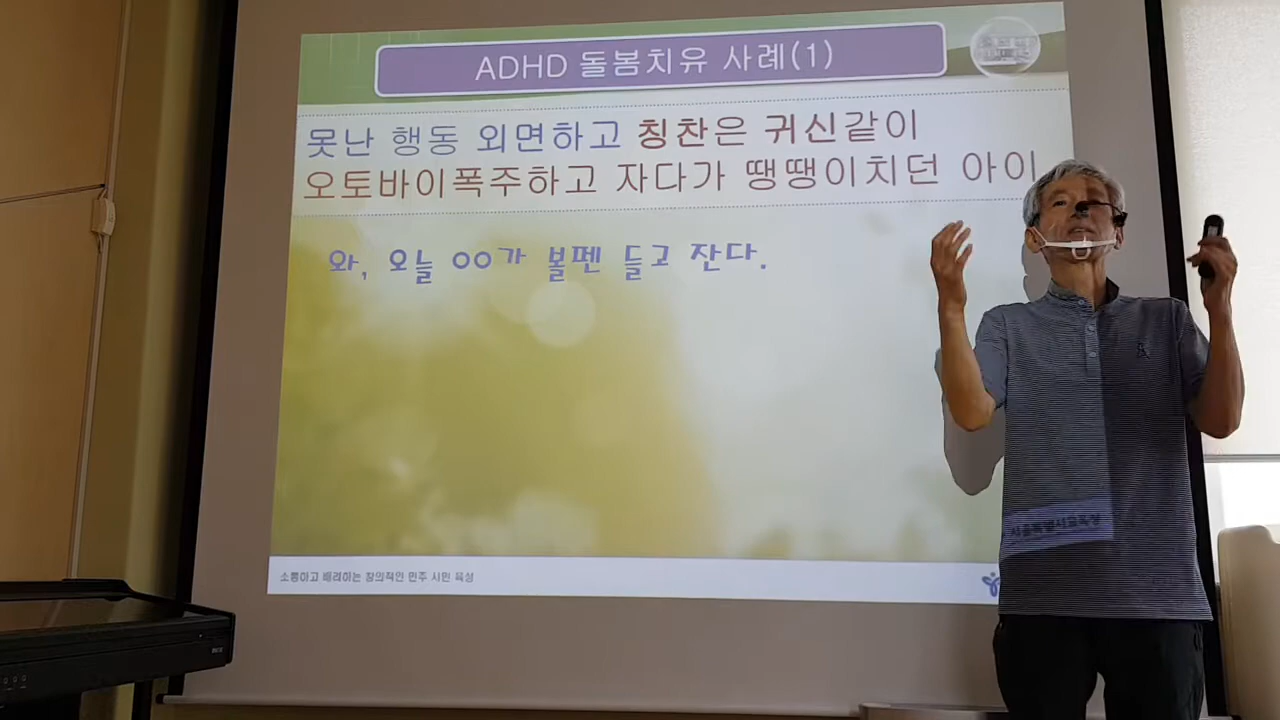 ADHD 돌봄치유 사례(1)
못난 행동 외면하고 칭찬은 귀신같이
오토바이폭주하고 자다가 땡땡이치던 아이
와, 오늘 OO가 볼펜 들고 잔다.
소통하고 배려하는 창의적인 민주 시민 육성